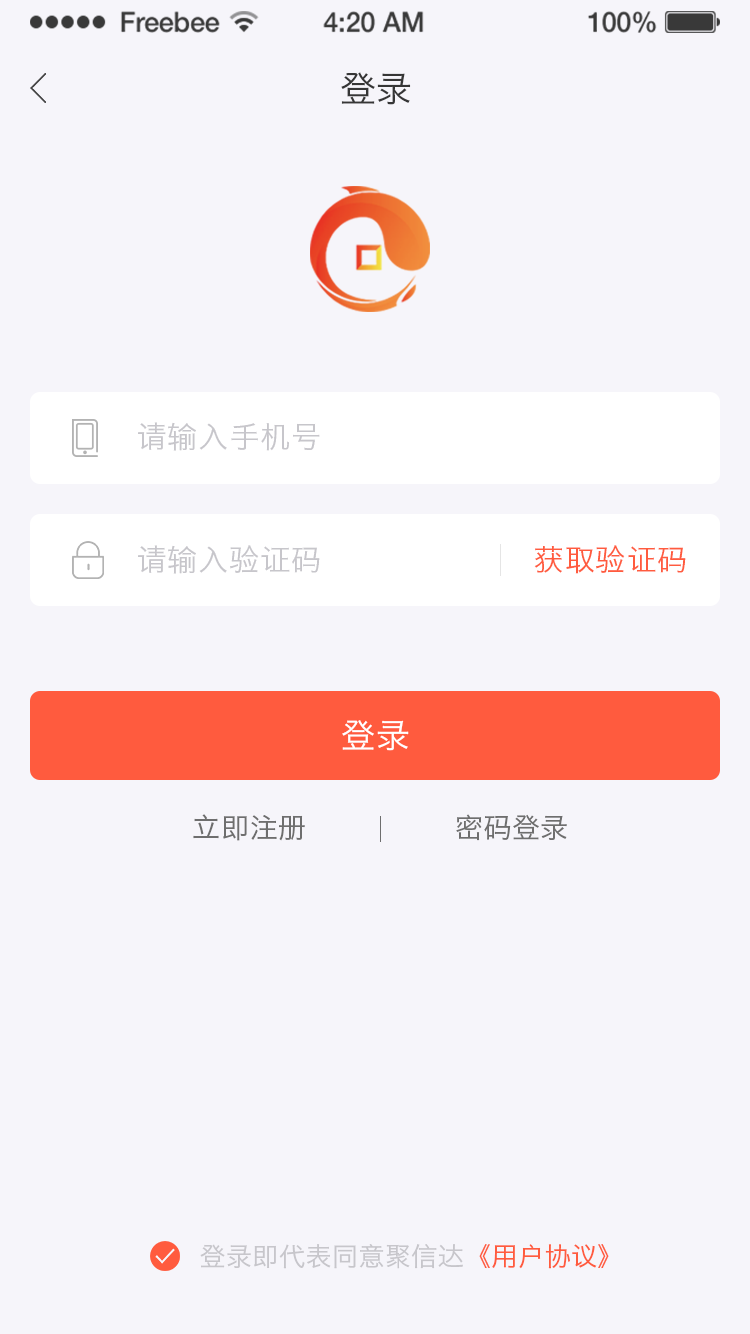 Freebee 4:20 AM 100%
登录
请输入手机号
请输入验证码 获取验证码
登录
立即注册 密码登录
登录即代表同意聚信达《用户协议》